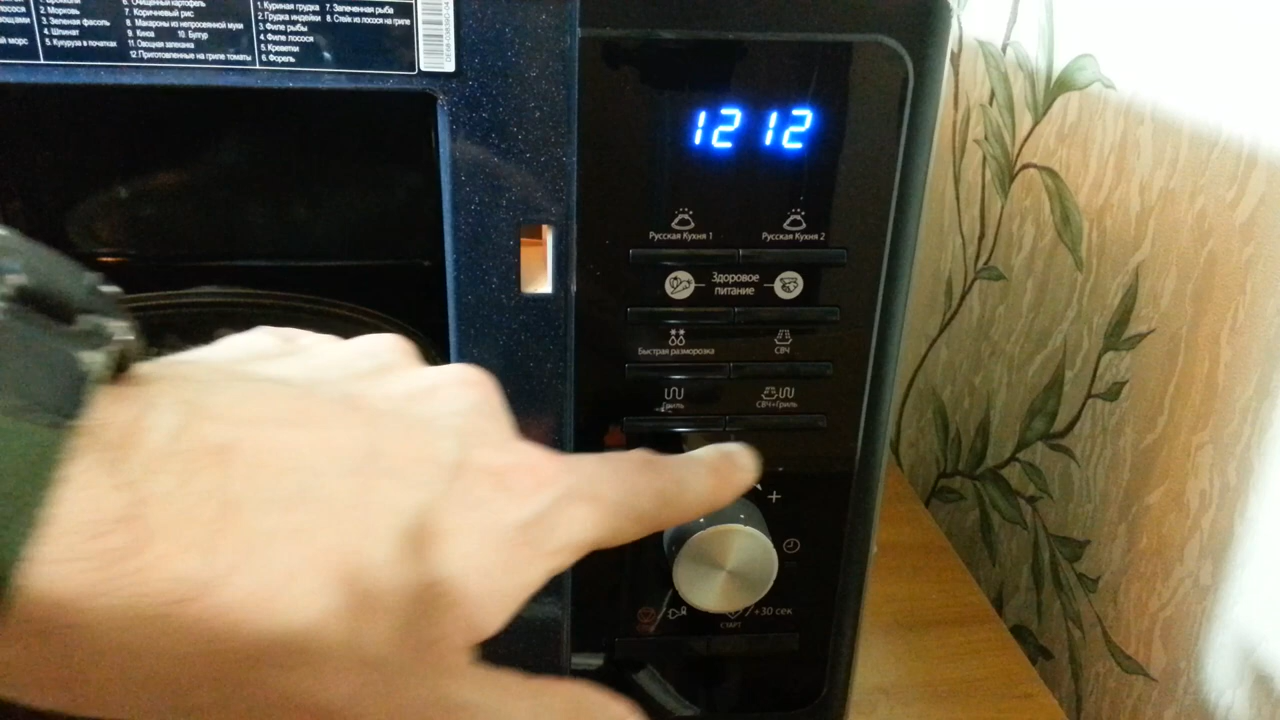 2. Морковь
3. Зеленая фасоль
4. Шпинат
5. Кукуруза в початках
6. Очищенный картофель
7. Коричневый рис
8. Макароны из непросеянной муки
9. Киноа 10. Булгур
11. Овощная запеканка
12. Приготовленные на гриле томаты
1. Куриная грудка
2. Грудка индейки
3. Филе рыбы
4. Филе лосося
5. Креветки
6. Форель
7. Запеченная рыба
8. Стейк из лосося на гриле
морс
12 12
Русская Кухня 1
Русская Кухня 2
Здоровое
питание
Быстрая разморозка
СВЧ
Гриль
СВЧ+Гриль
+
/+30 сек
СТАРТ